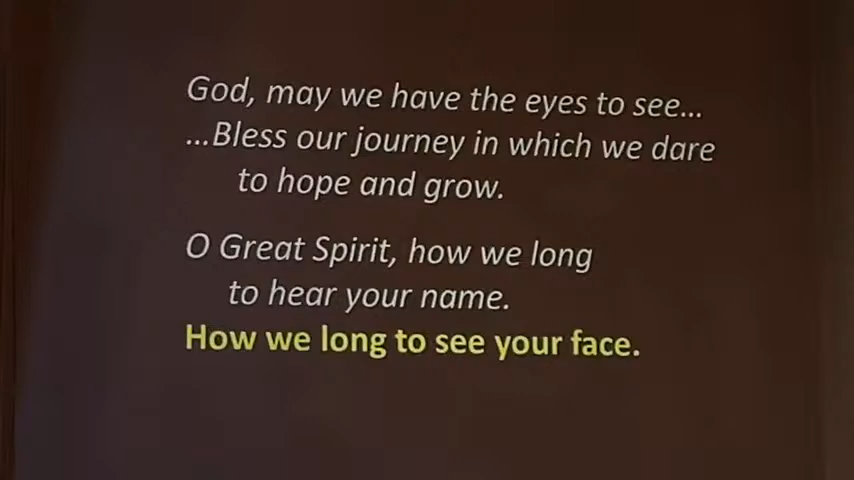 God, may we have the eyes to see...
...Bless our journey in which we dare
to hope and grow.
O Great Spirit, how we long
to hear your name.
How we long to see your face.